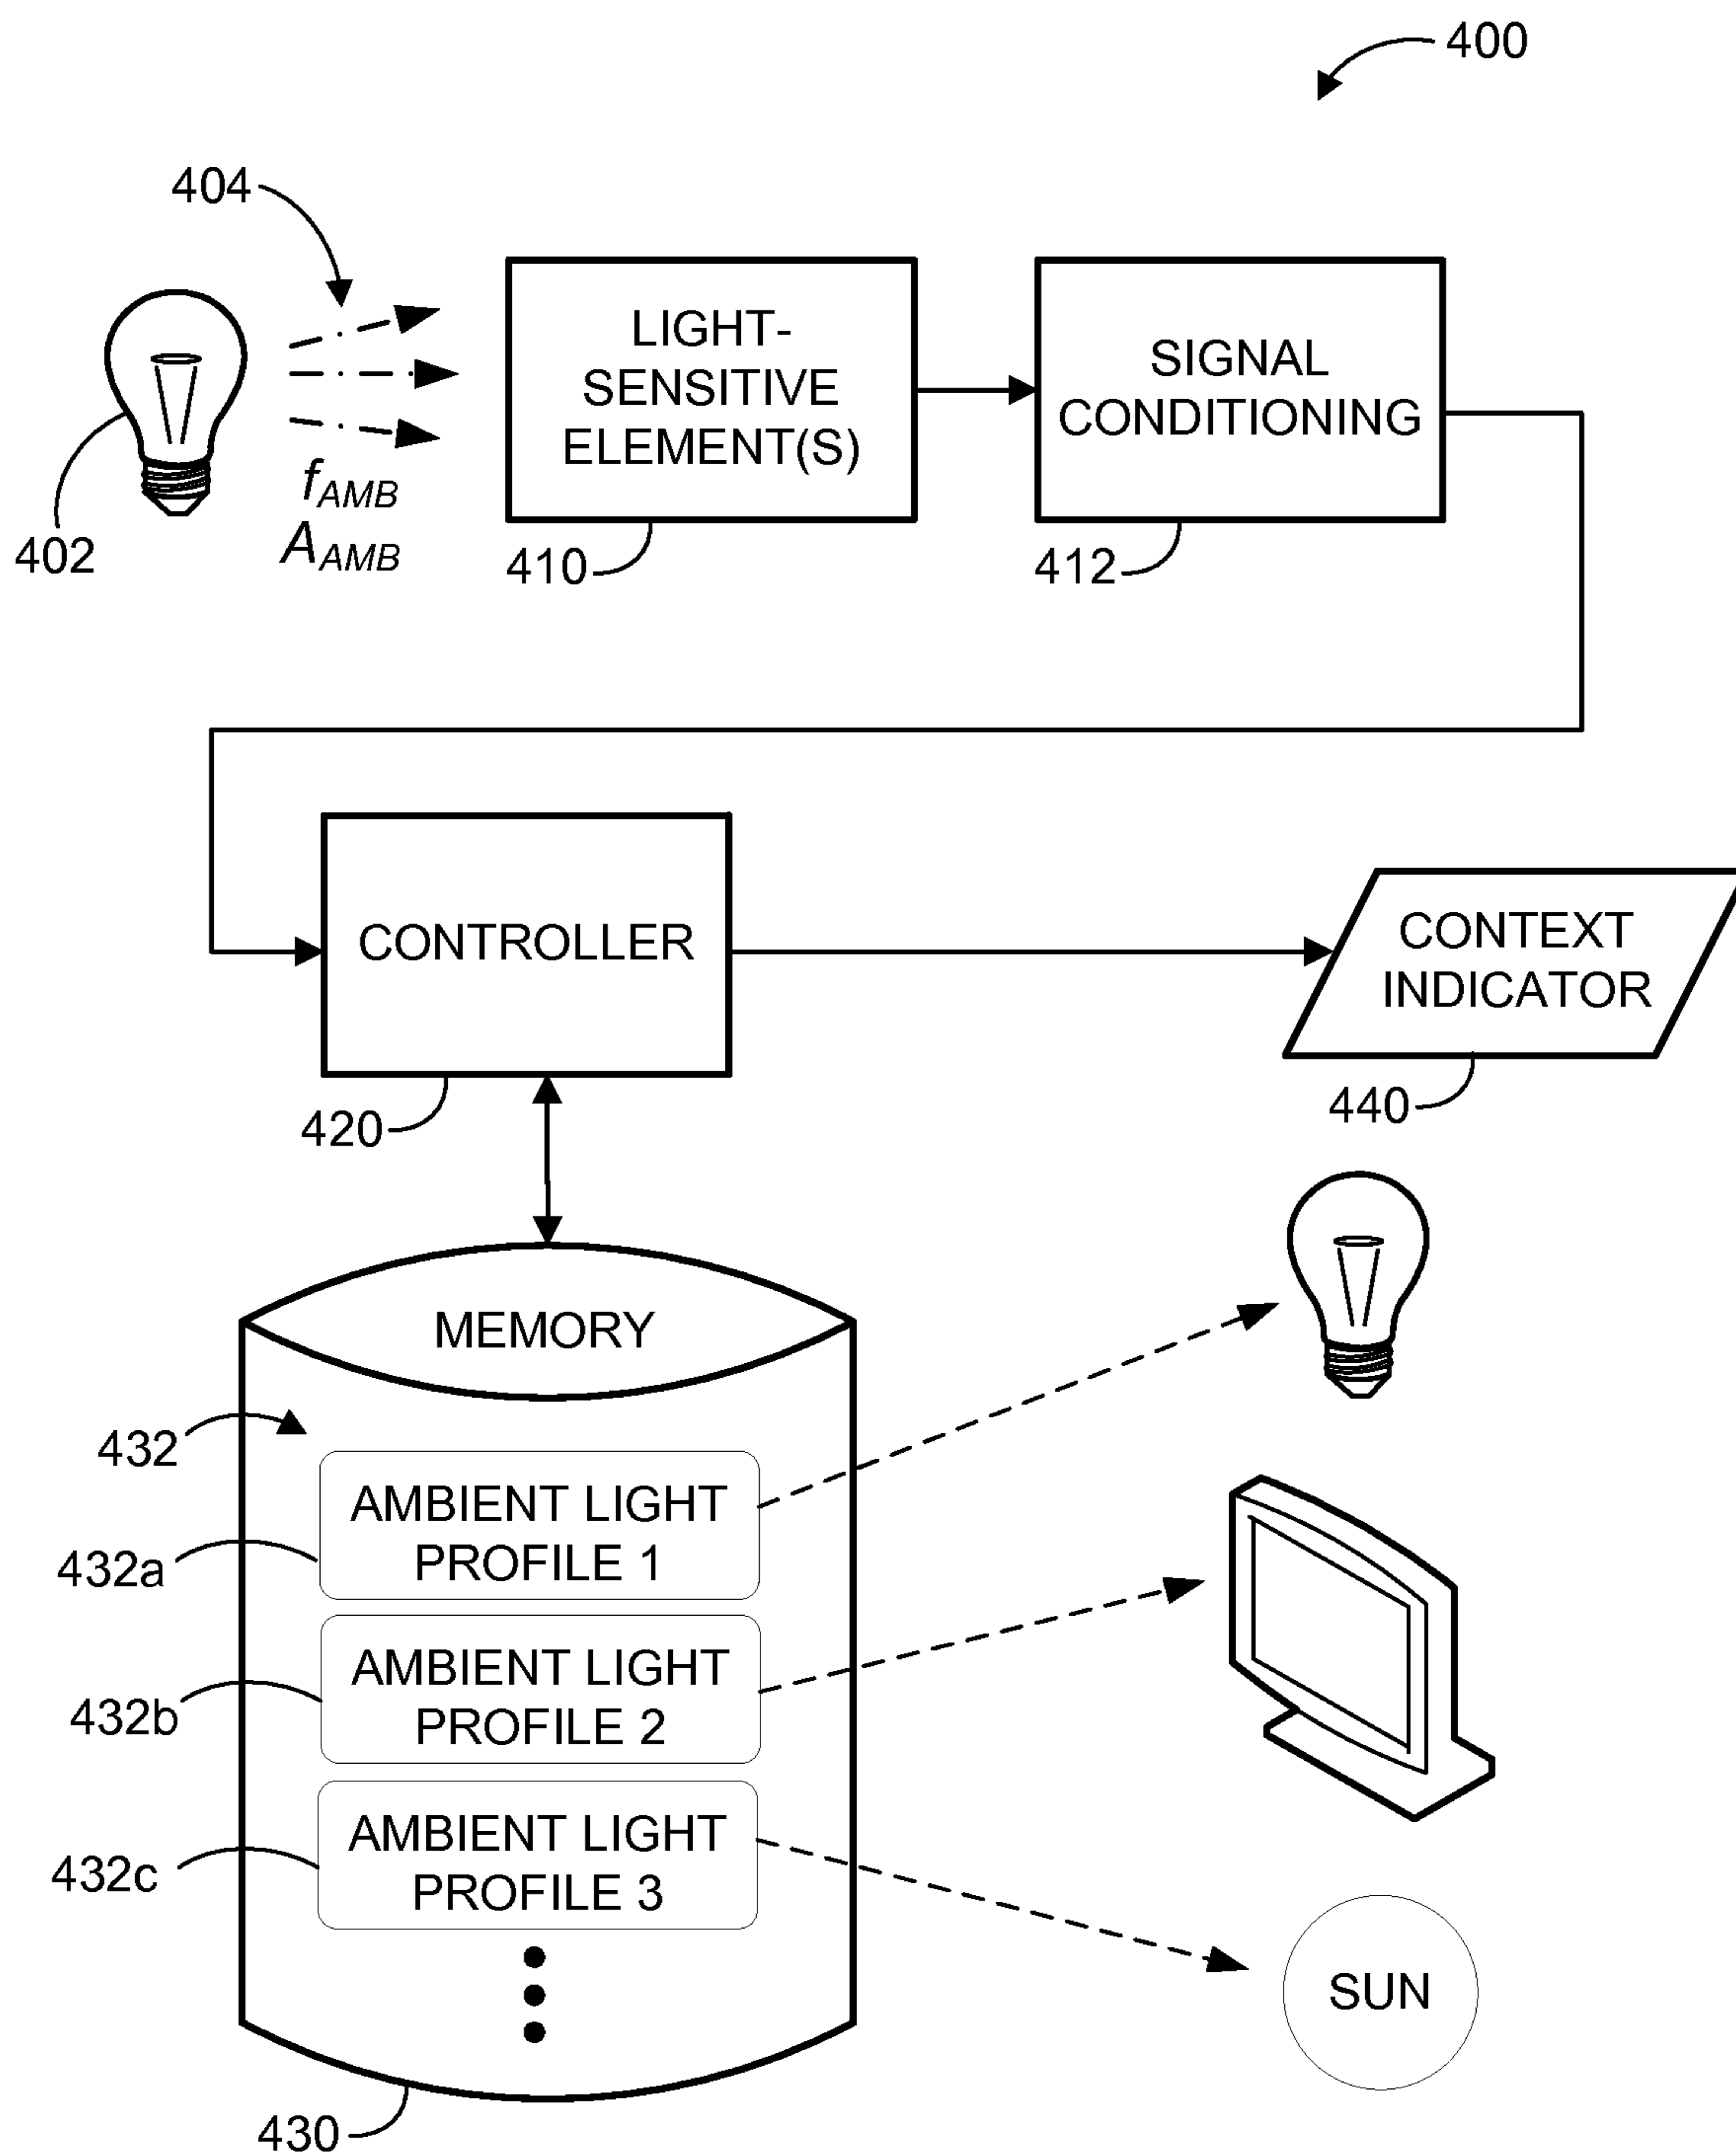 400
404
LIGHT-
SENSITIVE
ELEMENT(S)
SIGNAL
CONDITIONING
402
f_AMB
A_AMB
410
412
CONTROLLER
CONTEXT
INDICATOR
420
440
MEMORY
432
AMBIENT LIGHT
PROFILE 1
432a
AMBIENT LIGHT
PROFILE 2
432b
AMBIENT LIGHT
PROFILE 3
432c
SUN
430